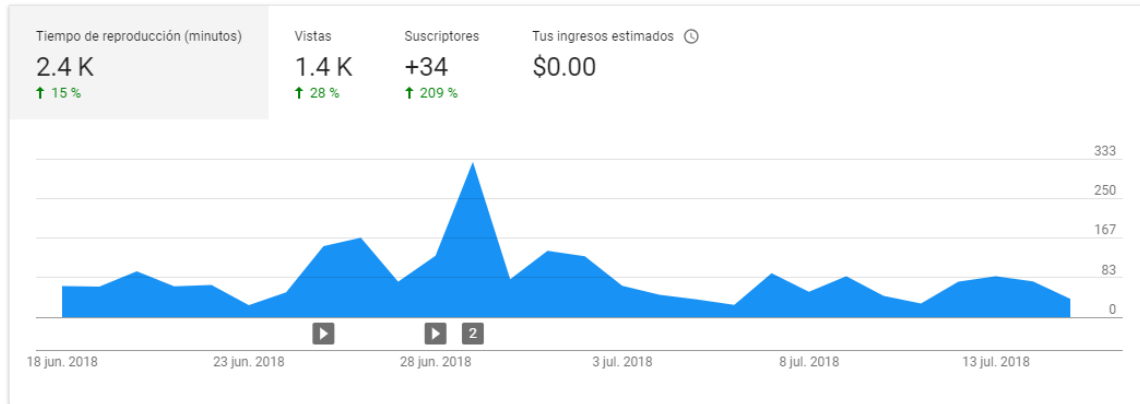 Tiempo de reproducción (minutos) Vistas Suscriptores Tus ingresos estimados
2.4 K 1.4 K +34 $0.00
15 % 28 % 209 %
333
250
167
83
0
2
18 jun. 2018 23 jun. 2018 28 jun. 2018 3 jul. 2018 8 jul. 2018 13 jul. 2018